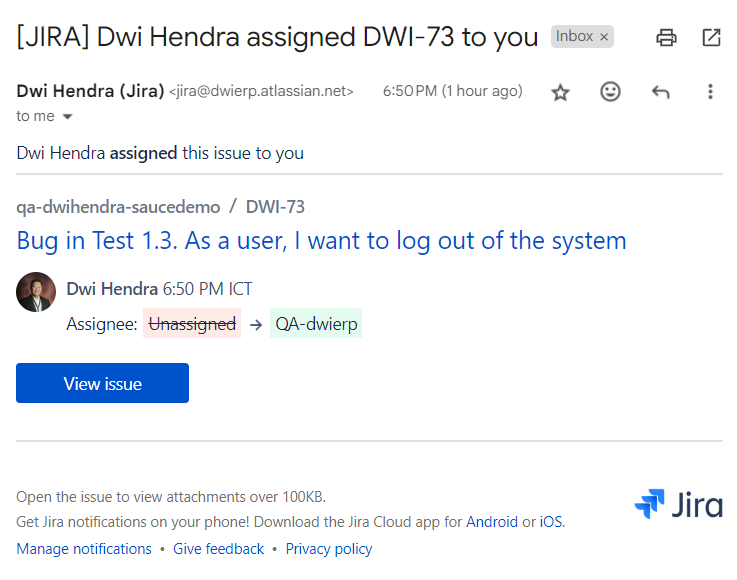 [JIRA] Dwi Hendra assigned DWI-73 to you Inbox ×
Dwi Hendra (Jira) <jira@dwierp.atlassian.net> 6:50 PM (1 hour ago)
to me
Dwi Hendra assigned this issue to you
qa-dwihendra-saucedemo / DWI-73
Bug in Test 1.3. As a user, I want to log out of the system
Dwi Hendra 6:50 PM ICT
Assignee: Unassigned → QA-dwierp
View issue
Open the issue to view attachments over 100KB.
Get Jira notifications on your phone! Download the Jira Cloud app for Android or iOS.
Manage notifications • Give feedback • Privacy policy
Jira